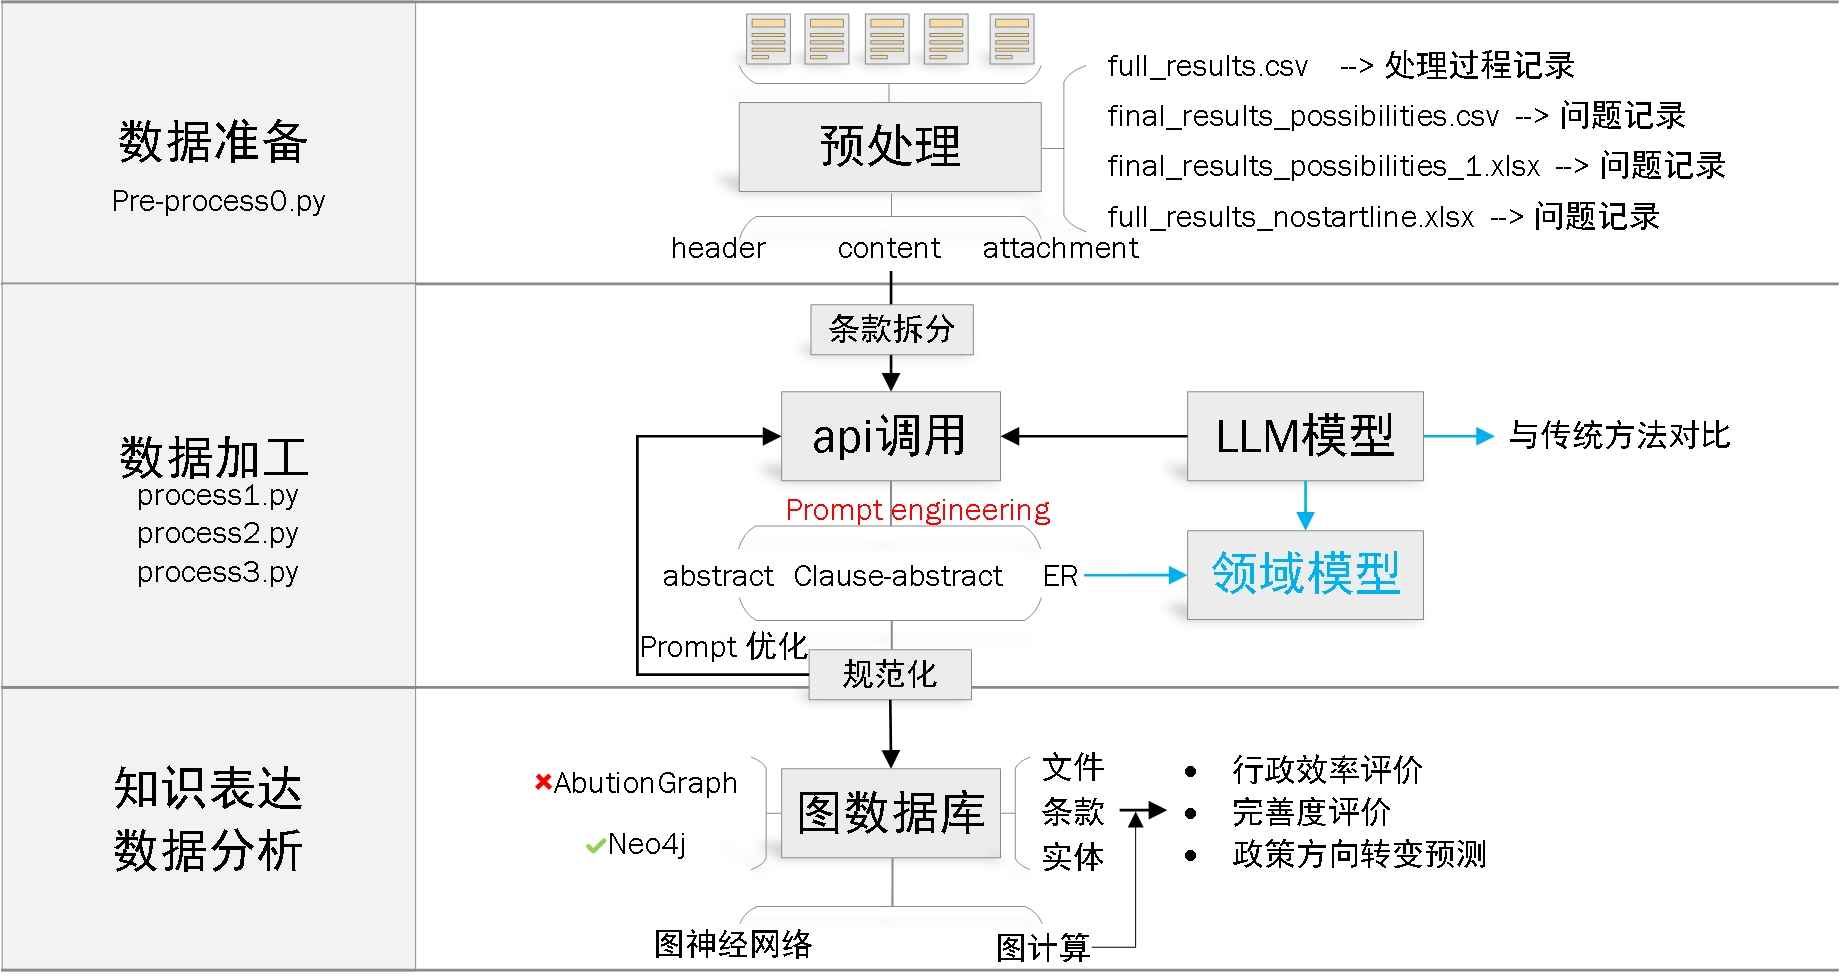 数据准备
Pre-process0.py
预处理
full_results.csv --> 处理过程记录
final_results_possibilities.csv --> 问题记录
final_results_possibilities_1.xlsx --> 问题记录
full_results_nostartline.xlsx --> 问题记录
header content attachment
数据加工
process1.py
process2.py
process3.py
条款拆分
api调用
LLM模型
与传统方法对比
Prompt engineering
abstract Clause-abstract ER
领域模型
Prompt 优化
规范化
知识表达
数据分析
AbutionGraph
Neo4j
图数据库
文件
条款
实体
• 行政效率评价
• 完善度评价
• 政策方向转变预测
图神经网络
图计算